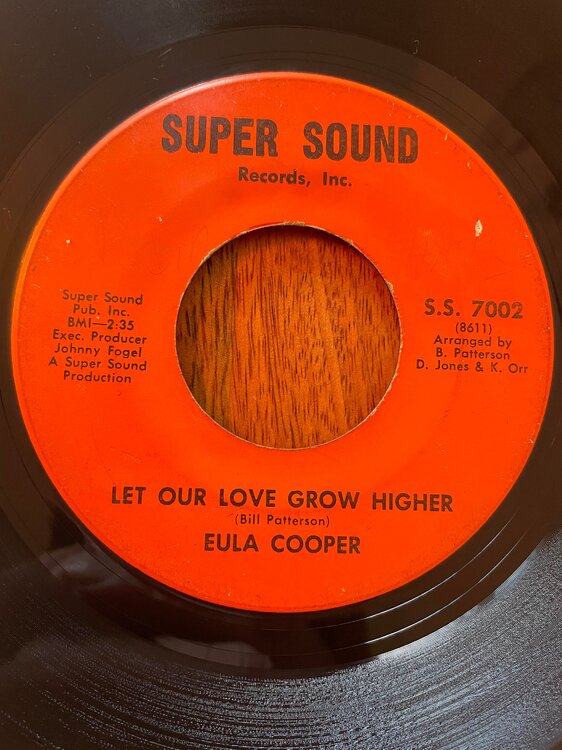 SUPER SOUND
Records, Inc.
Super Sound
Pub. Inc.
BMI—2:35
Exec. Producer
Johnny Fogel
A Super Sound
Production
S.S. 7002
(8611)
Arranged by
B. Patterson
D. Jones & K. Orr
LET OUR LOVE GROW HIGHER
(Bill Patterson)
EULA COOPER